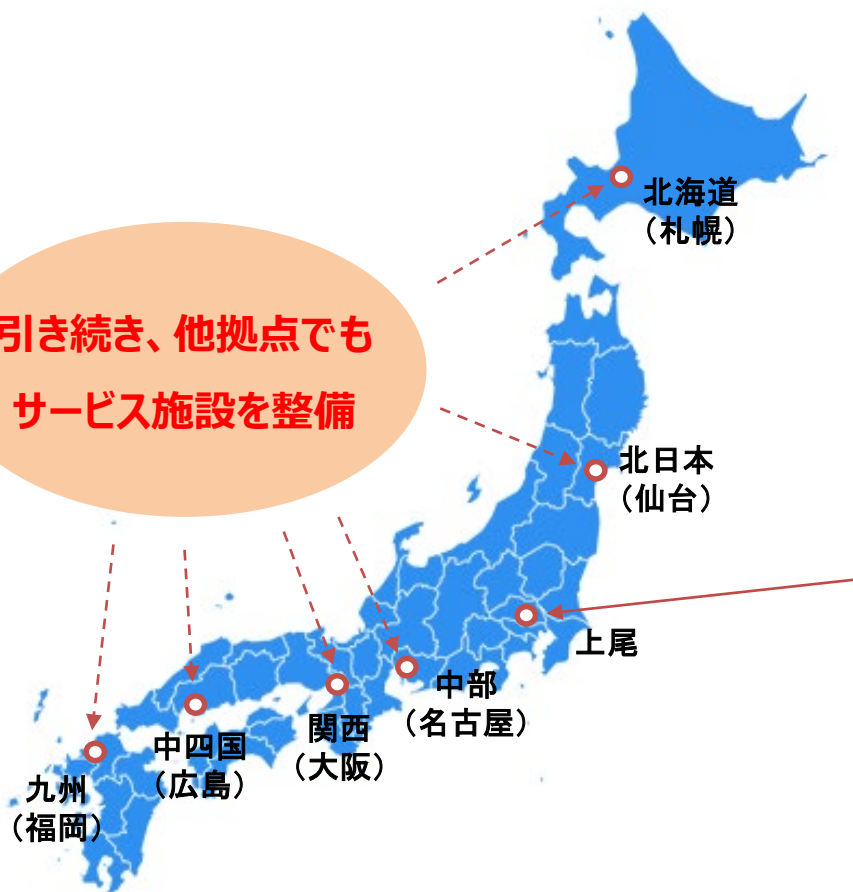 北海道
（札幌）
引き続き、他拠点でも
サービス施設を整備
北日本
（仙台）
上尾
中部
（名古屋）
関西
（大阪）
中四国
（広島）
九州
（福岡）